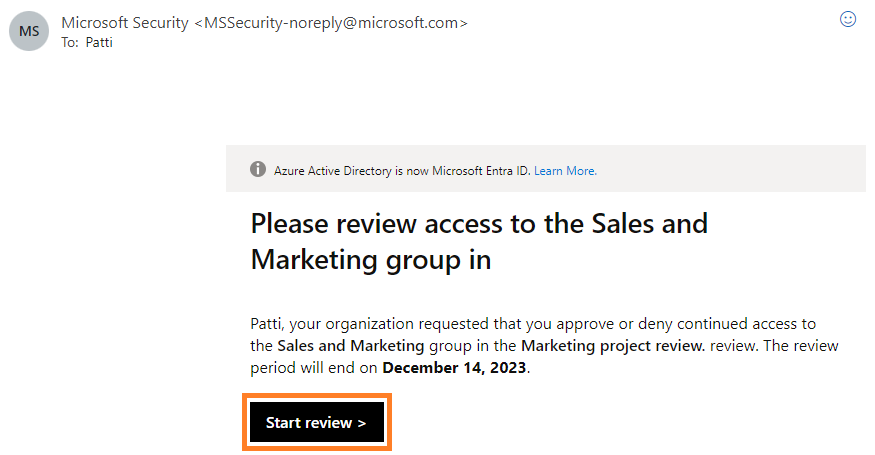 MS
Microsoft Security <MSSecurity-noreply@microsoft.com>
To: Patti
Azure Active Directory is now Microsoft Entra ID. Learn More.
Please review access to the Sales and
Marketing group in
Patti, your organization requested that you approve or deny continued access to
the Sales and Marketing group in the Marketing project review. review. The review
period will end on December 14, 2023.
Start review >